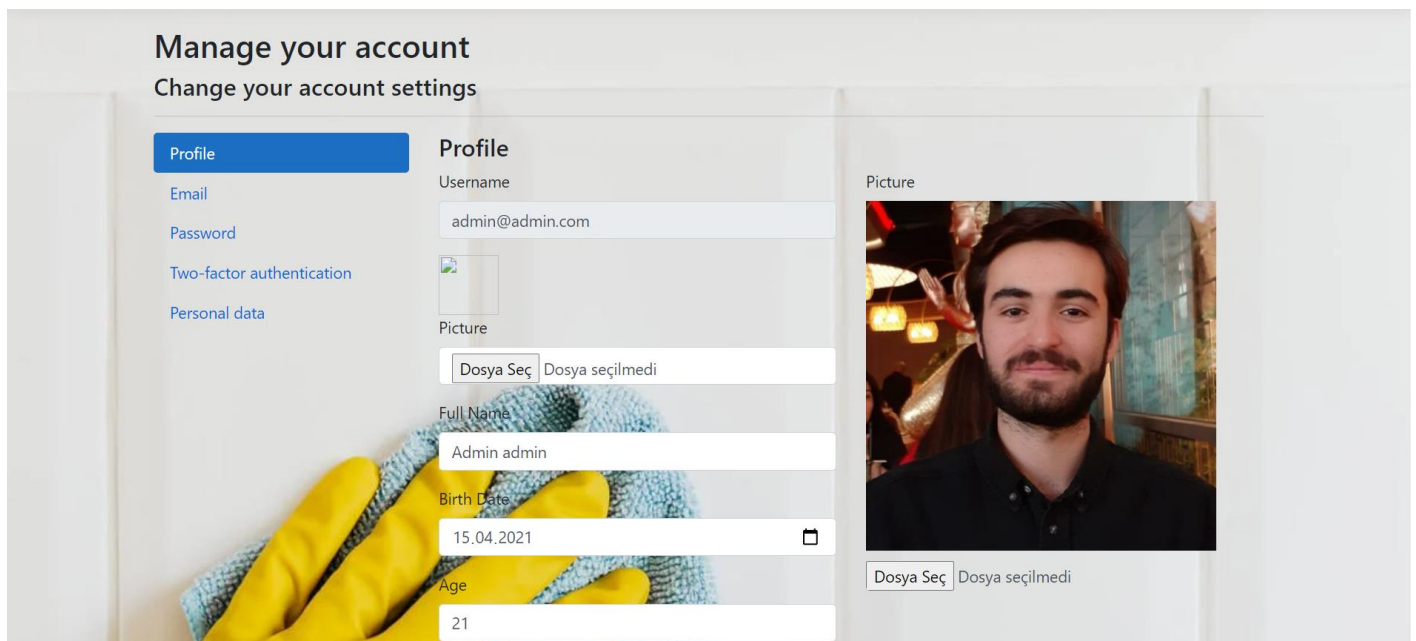 Manage your account
Change your account settings
Profile
Email
Password
Two-factor authentication
Personal data
Profile
Username
admin@admin.com
Picture
Dosya Seç Dosya seçilmedi
Full Name
Admin admin
Birth Date
15.04.2021
Age
21
Picture
Dosya Seç Dosya seçilmedi